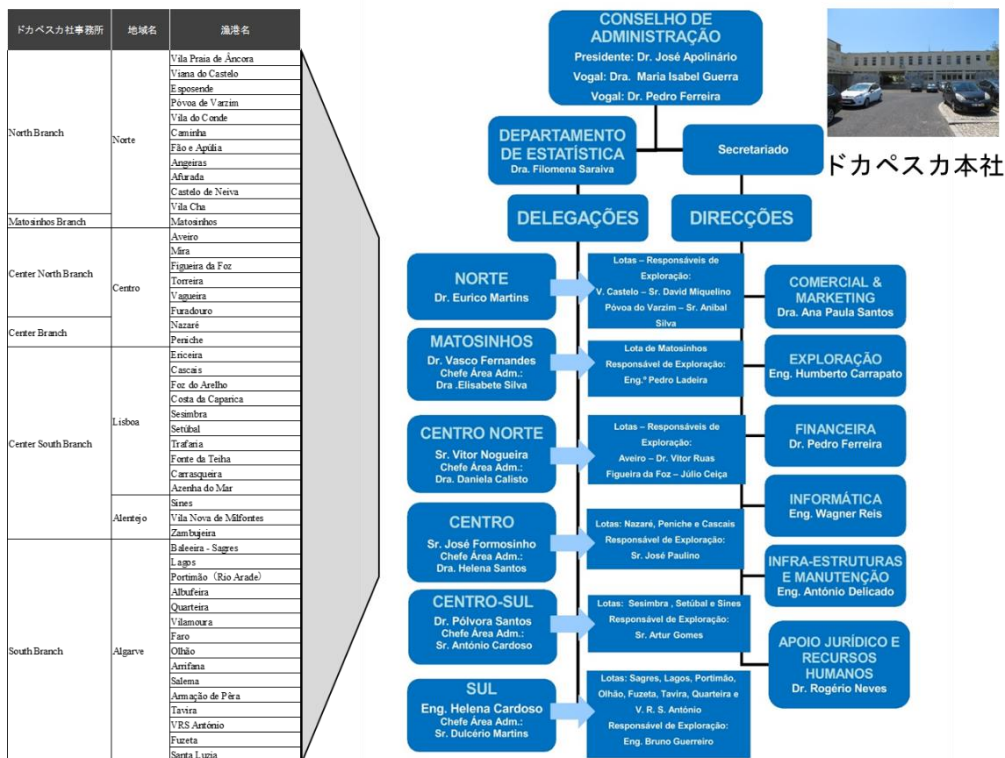 ドカペスカ社事務所 地域名 漁港名
North Branch Norte Vila Praia de Âncora
Viana do Castelo
Esposende
Póvoa de Varzim
Vila do Conde
Caminha
Fão e Apúlia
Angeiras
Afurada
Castelo de Neiva
Vila Cha
Matosinhos Branch Matosinhos
Center North Branch Centro Aveiro
Mira
Figueira da Foz
Torreira
Vagueira
Furadouro
Center Branch Nazaré
Peniche
Center South Branch Lisboa Ericeira
Cascais
Foz do Arelho
Costa da Caparica
Sesimbra
Setúbal
Trafaria
Fonte da Teiha
Carrasqueira
Azenha do Mar
Alentejo Sines
Vila Nova de Milfontes
Zambujeira
South Branch Algarve Baleeira - Sagres
Lagos
Portimão（Rio Arade）
Albufeira
Quarteira
Vilamoura
Faro
Olhão
Arrifana
Salema
Armação de Pêra
Tavira
VRS António
Fuzeta
Santa Luzia
CONSELHO DE
ADMINISTRAÇÃO
Presidente: Dr. José Apolinário
Vogal: Dra. Maria Isabel Guerra
Vogal: Dr. Pedro Ferreira
ドカペスカ本社
DEPARTAMENTO
DE ESTATÍSTICA
Dra. Filomena Saraiva
Secretariado
DELEGAÇÕES
DIRECÇÕES
NORTE
Dr. Eurico Martins
Lotas – Responsáveis de
Exploração:
V. Castelo – Sr. David Miquelino
Póvoa do Varzim – Sr. Aníbal
Silva
MATOSINHOS
Dr. Vasco Fernandes
Chefe Área Adm.:
Dra .Elisabete Silva
Lota de Matosinhos
Responsável de Exploração:
Eng.º Pedro Ladeira
CENTRO NORTE
Sr. Vitor Nogueira
Chefe Área Adm.:
Dra. Daniela Calisto
Lotas – Responsáveis de
Exploração:
Aveiro – Dr. Vitor Ruas
Figueira da Foz – Júlio Ceiça
CENTRO
Sr. José Formosinho
Chefe Área Adm.:
Dra. Helena Santos
Lotas: Nazaré, Peniche e Cascais
Responsável de Exploração:
Sr. José Paulino
CENTRO-SUL
Dr. Pólvora Santos
Chefe Área Adm.:
Sr. António Cardoso
Lotas: Sesimbra , Setúbal e Sines
Responsável de Exploração:
Sr. Artur Gomes
SUL
Eng. Helena Cardoso
Chefe Área Adm.:
Sr. Dulcério Martins
Lotas: Sagres, Lagos, Portimão,
Olhão, Fuzeta, Tavira, Quarteira e
V. R. S. António
Responsável de Exploração:
Eng. Bruno Guerreiro
COMERCIAL &
MARKETING
Dra. Ana Paula Santos
EXPLORAÇÃO
Eng. Humberto Carrapato
FINANCEIRA
Dr. Pedro Ferreira
INFORMÁTICA
Eng. Wagner Reis
INFRA-ESTRUTURAS
E MANUTENÇÃO
Eng. António Delicado
APOIO JURÍDICO E
RECURSOS
HUMANOS
Dr. Rogério Neves